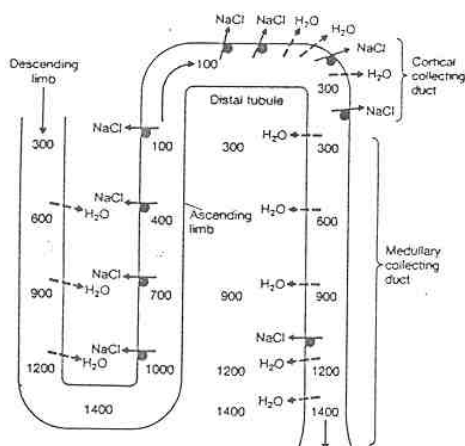 NaCl NaCl H₂O H₂O
NaCl
Descending
limb
100
300
H₂O
Cortical
collecting
duct
Distal tubule
NaCl
NaCl
300
100
300
H₂O
300
600
H₂O
NaCl
400
Ascending
limb
H₂O
600
Medullary
collecting
duct
900
H₂O
NaCl
700
900
H₂O
900
NaCl
1200
H₂O
NaCl
1000
1200
H₂O
1200
1400
1400
H₂O
1400